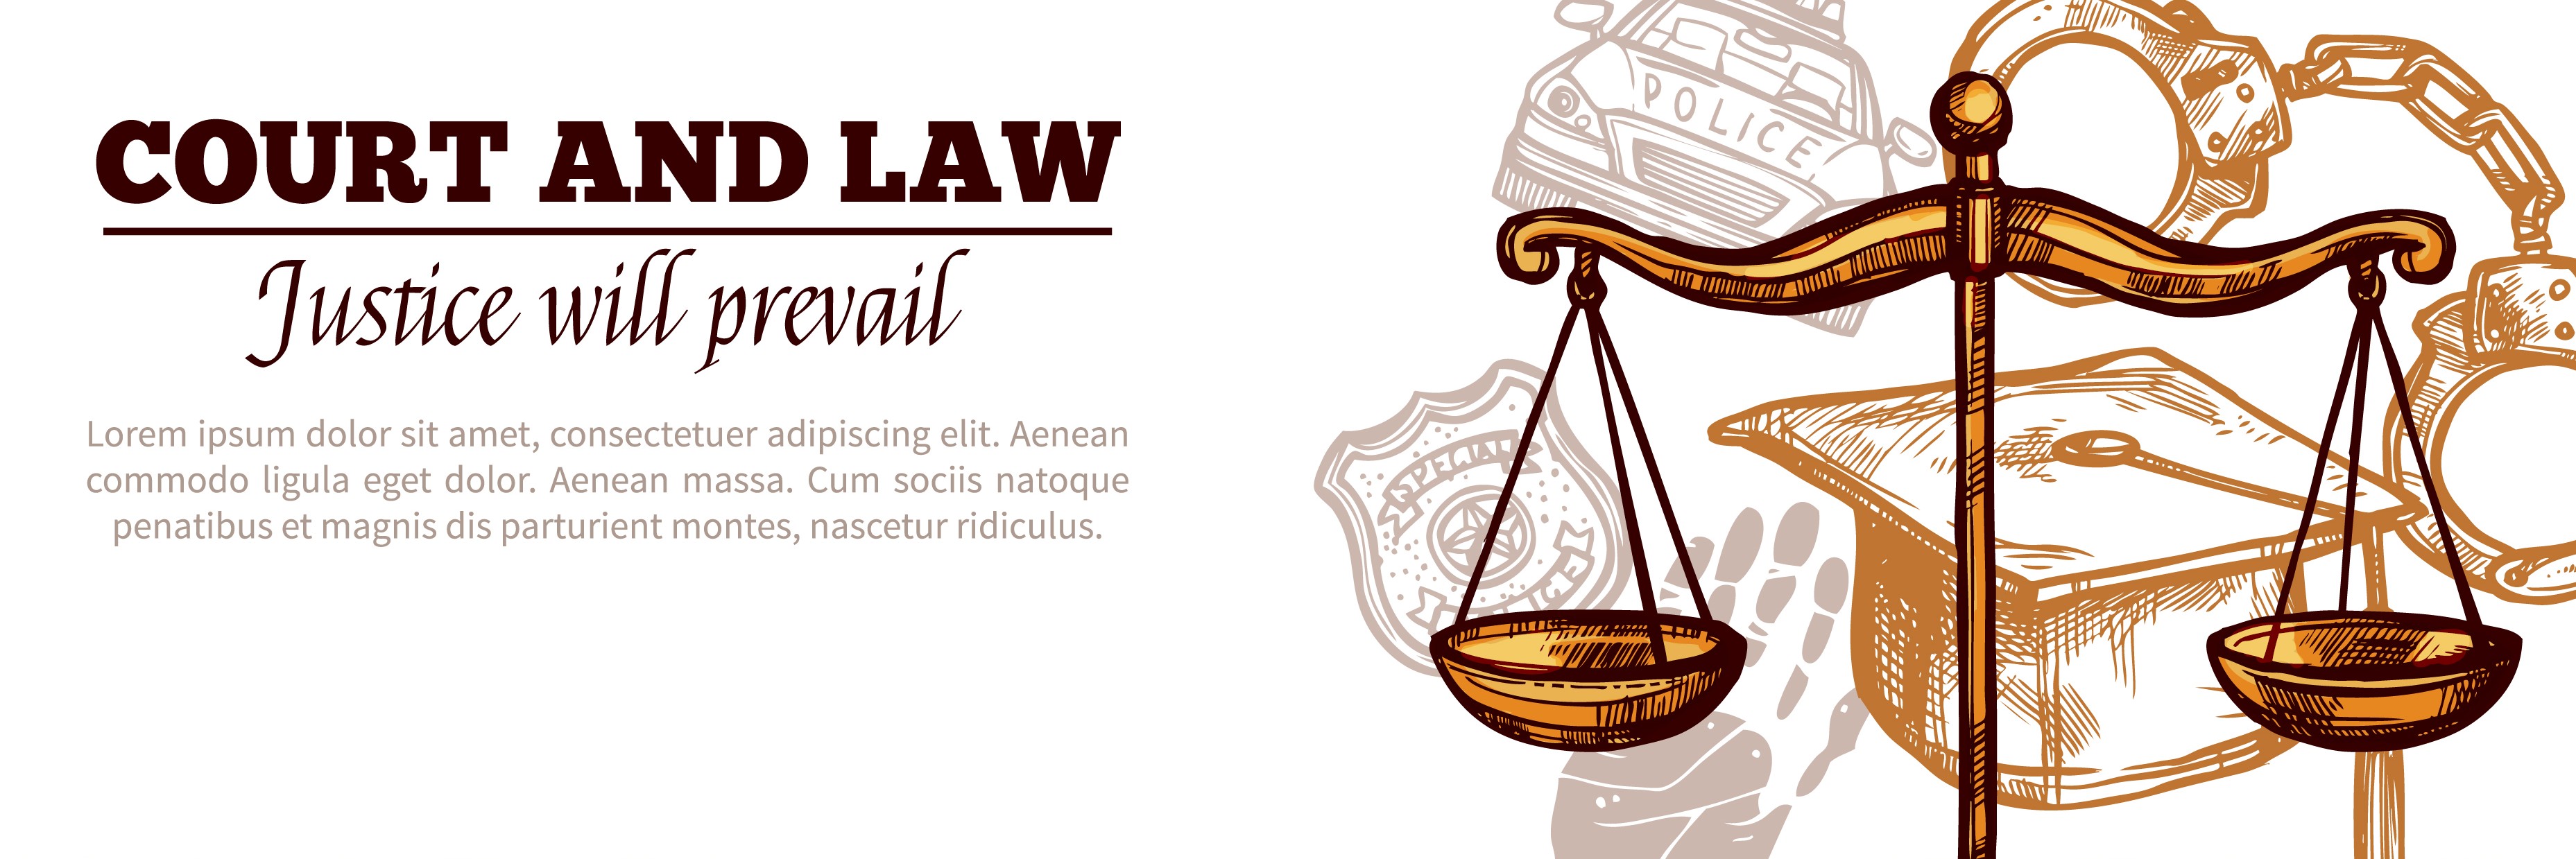 COURT AND LAW
Justice will prevail
Lorem ipsum dolor sit amet, consectetuer adipiscing elit. Aenean
commodo ligula eget dolor. Aenean massa. Cum sociis natoque
penatibus et magnis dis parturient montes, nascetur ridiculus.
POLICE